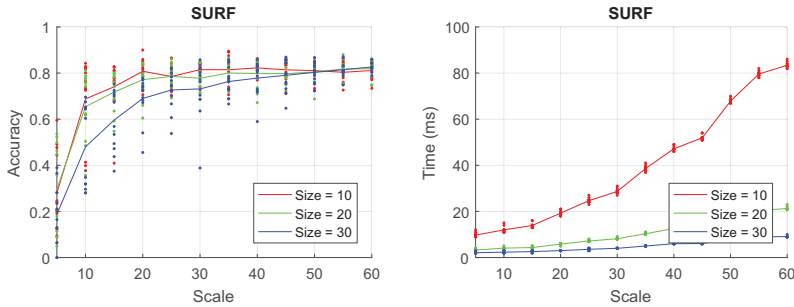 SURF
1
0.8
0.6
0.4
0.2
0
Accuracy
10 20 30 40 50 60
Scale
Size = 10
Size = 20
Size = 30
SURF
100
80
60
40
20
0
Time (ms)
10 20 30 40 50 60
Scale
Size = 10
Size = 20
Size = 30